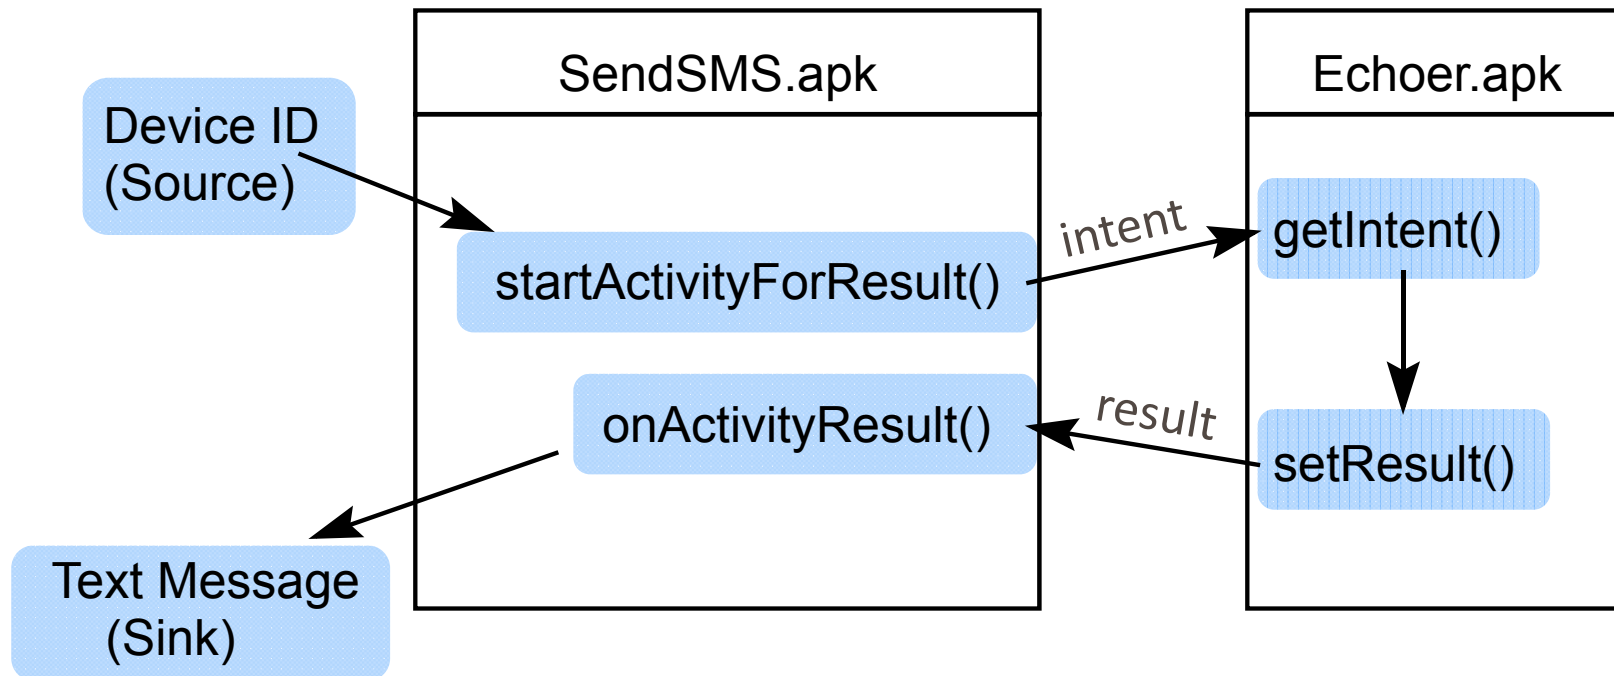 SendSMS.apk
Echoer.apk
Device ID
(Source)
intent
getIntent()
startActivityForResult()
result
onActivityResult()
setResult()
Text Message
(Sink)